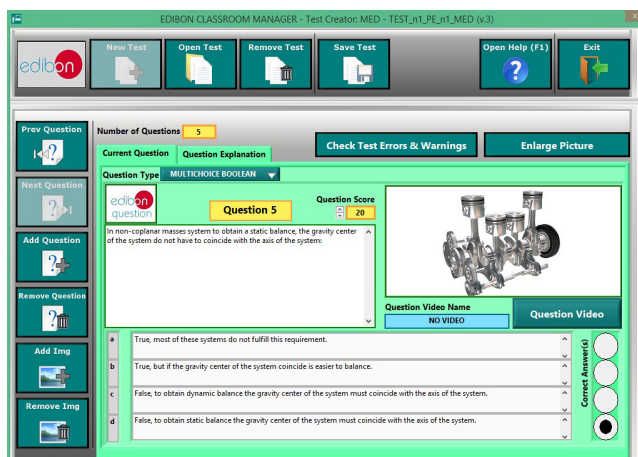 EDIBON CLASSROOM MANAGER - Test Creator: MED - TEST_n1_PE_n1_MED (v.3)
edibon
New Test
Open Test
Remove Test
Save Test
Open Help (F1)
Exit
Prev Question
Number of Questions 5
Check Test Errors & Warnings
Enlarge Picture
Current Question
Question Explanation
Question Type MULTICHOICE BOOLEAN
Next Question
edibon
question
Question 5
Question Score
20
In non-coplanar masses system to obtain a static balance, the gravity center
of the system do not have to coincide with the axis of the system:
Add Question
Remove Question
Question Video Name
NO VIDEO
Question Video
Add Img
a True, most of these systems do not fulfill this requirement.
b True, but if the gravity center of the system coincide is easier to balance.
c False, to obtain dynamic balance the gravity center of the system must coincide with the axis of the system.
d False, to obtain static balance the gravity center of the system must coincide with the axis of the system.
Correct Answer(s)
Remove Img